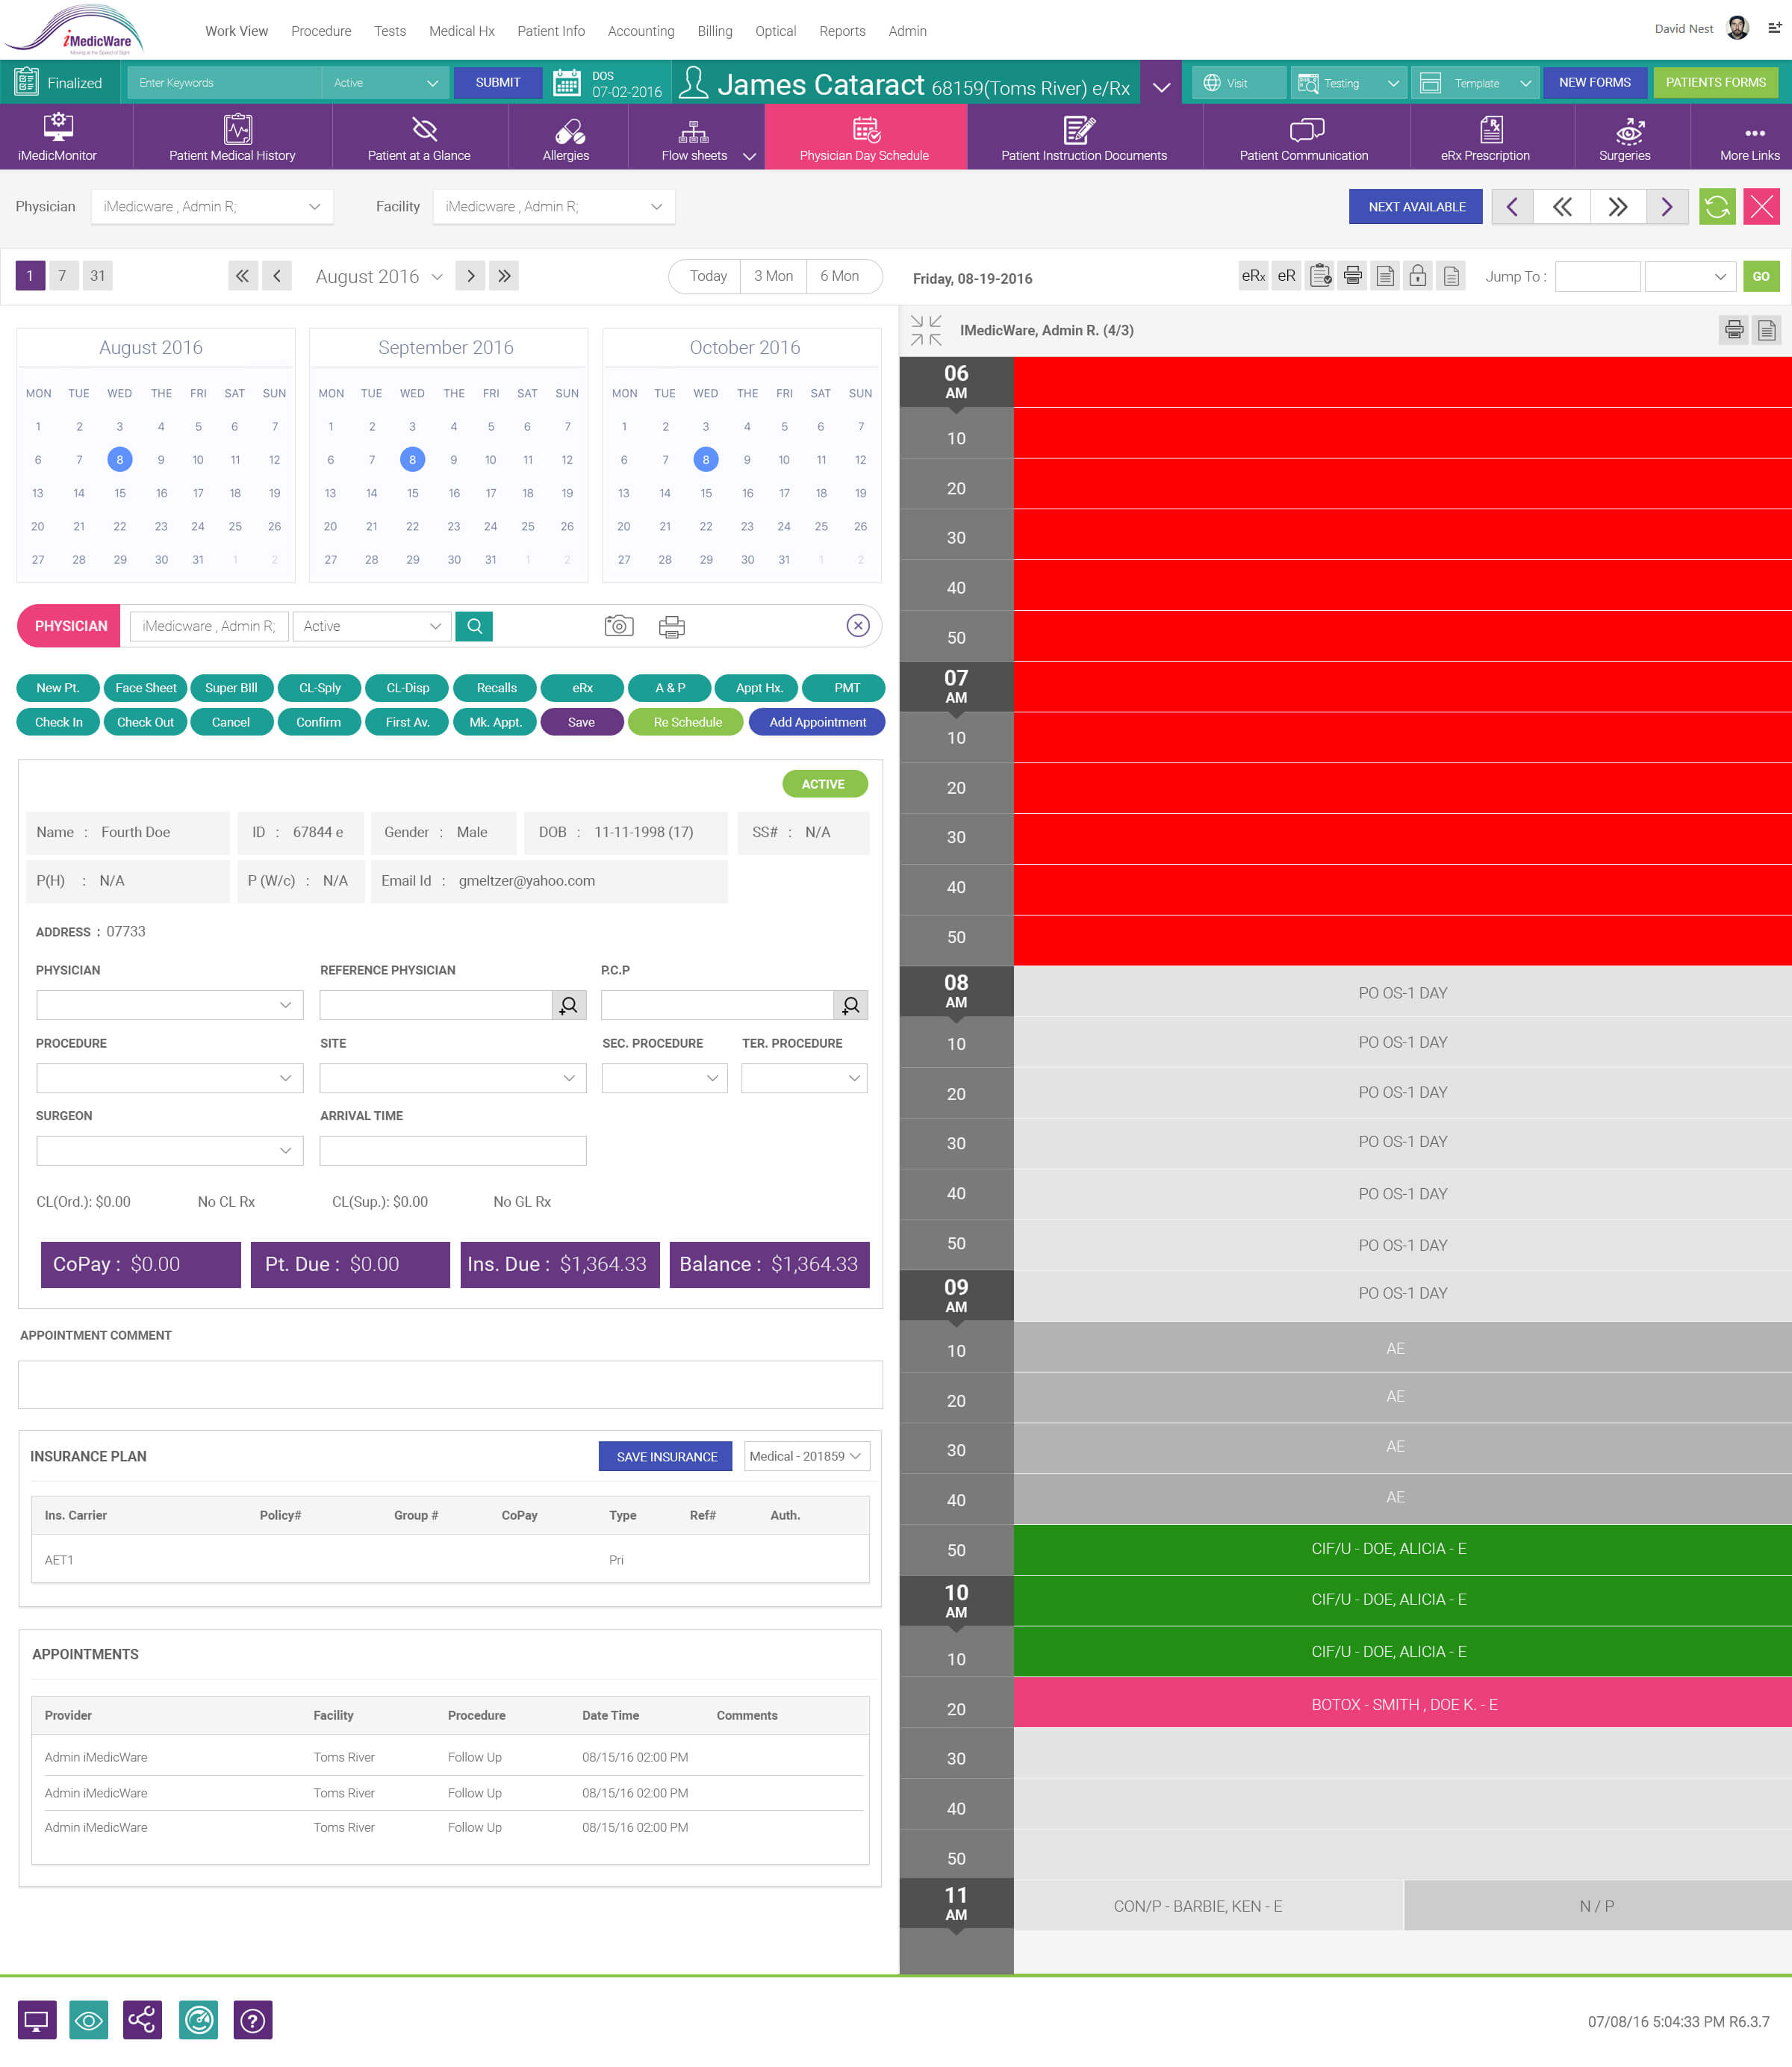 iMedicWare
Moving at the Speed of Sight
Work View Procedure Tests Medical Hx Patient Info Accounting Billing Optical Reports Admin
David Nest
Finalized Enter Keywords Active SUBMIT DOS 07-02-2016 James Cataract 68159(Toms River) e/Rx Visit Testing Template NEW FORMS PATIENTS FORMS
iMedicMonitor Patient Medical History Patient at a Glance Allergies Flow sheets Physician Day Schedule Patient Instruction Documents Patient Communication eRx Prescription Surgeries More Links
Physician iMedicware , Admin R; Facility iMedicware , Admin R; NEXT AVAILABLE
1 7 31 August 2016 Today 3 Mon 6 Mon
Friday, 08-19-2016 eRx eR Jump To : GO
August 2016
MON TUE WED THE FRI SAT SUN
1 2 3 4 5 6 7
6 7 8 9 10 11 12
13 14 15 16 17 18 19
20 21 22 23 24 25 26
27 28 29 30 31 1 2
September 2016
MON TUE WED THE FRI SAT SUN
1 2 3 4 5 6 7
6 7 8 9 10 11 12
13 14 15 16 17 18 19
20 21 22 23 24 25 26
27 28 29 30 31 1 2
October 2016
MON TUE WED THE FRI SAT SUN
1 2 3 4 5 6 7
6 7 8 9 10 11 12
13 14 15 16 17 18 19
20 21 22 23 24 25 26
27 28 29 30 31 1 2
PHYSICIAN iMedicware , Admin R; Active
New Pt. Face Sheet Super BIll CL-Sply CL-Disp Recalls eRx A & P Appt Hx. PMT
Check In Check Out Cancel Confirm First Av. Mk. Appt. Save Re Schedule Add Appointment
ACTIVE
Name : Fourth Doe ID : 67844 e Gender : Male DOB : 11-11-1998 (17) SS# : N/A
P(H) : N/A P (W/c) : N/A Email Id : gmeltzer@yahoo.com
ADDRESS : 07733
PHYSICIAN REFERENCE PHYSICIAN P.C.P
PROCEDURE SITE SEC. PROCEDURE TER. PROCEDURE
SURGEON ARRIVAL TIME
CL(Ord.): $0.00 No CL Rx CL(Sup.): $0.00 No GL Rx
CoPay : $0.00 Pt. Due : $0.00 Ins. Due : $1,364.33 Balance : $1,364.33
APPOINTMENT COMMENT
INSURANCE PLAN SAVE INSURANCE Medical - 201859
Ins. Carrier Policy# Group # CoPay Type Ref# Auth.
AET1 Pri
APPOINTMENTS
Provider Facility Procedure Date Time Comments
Admin iMedicWare Toms River Follow Up 08/15/16 02:00 PM
Admin iMedicWare Toms River Follow Up 08/15/16 02:00 PM
Admin iMedicWare Toms River Follow Up 08/15/16 02:00 PM
IMedicWare, Admin R. (4/3)
06 AM
10
20
30
40
50
07 AM
10
20
30
40
50
08 AM PO OS-1 DAY
10 PO OS-1 DAY
20 PO OS-1 DAY
30 PO OS-1 DAY
40 PO OS-1 DAY
50 PO OS-1 DAY
09 AM PO OS-1 DAY
10 AE
20 AE
30 AE
40 AE
50 CIF/U - DOE, ALICIA - E
10 AM CIF/U - DOE, ALICIA - E
10 CIF/U - DOE, ALICIA - E
20 BOTOX - SMITH , DOE K. - E
30
40
50
11 AM CON/P - BARBIE, KEN - E N / P
07/08/16 5:04:33 PM R6.3.7